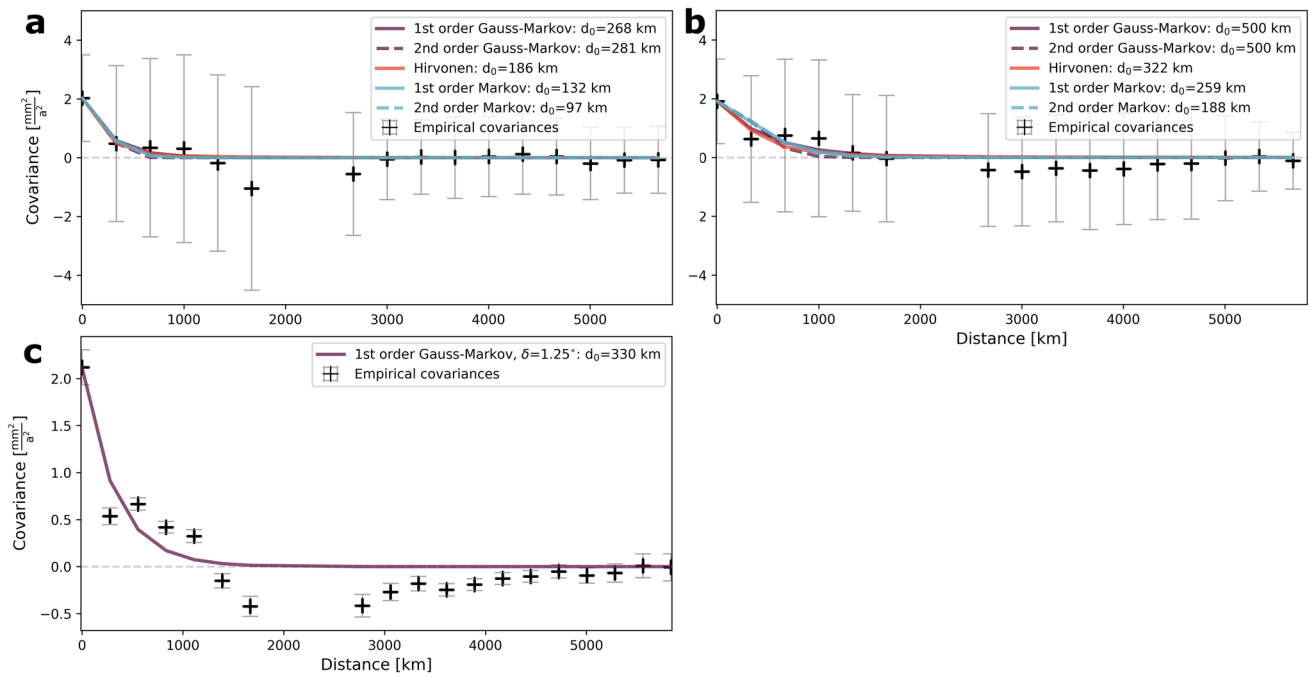 a
4
2
0
−2
−4
Covariance [mm²/a²]
1st order Gauss-Markov: d₀=268 km
2nd order Gauss-Markov: d₀=281 km
Hirvonen: d₀=186 km
1st order Markov: d₀=132 km
2nd order Markov: d₀=97 km
Empirical covariances
0 1000 2000 3000 4000 5000
b
4
2
0
−2
−4
1st order Gauss-Markov: d₀=500 km
2nd order Gauss-Markov: d₀=500 km
Hirvonen: d₀=322 km
1st order Markov: d₀=259 km
2nd order Markov: d₀=188 km
Empirical covariances
0 1000 2000 3000 4000 5000
Distance [km]
c
2.0
1.5
1.0
0.5
0.0
−0.5
Covariance [mm²/a²]
1st order Gauss-Markov, δ=1.25°: d₀=330 km
Empirical covariances
0 1000 2000 3000 4000 5000
Distance [km]